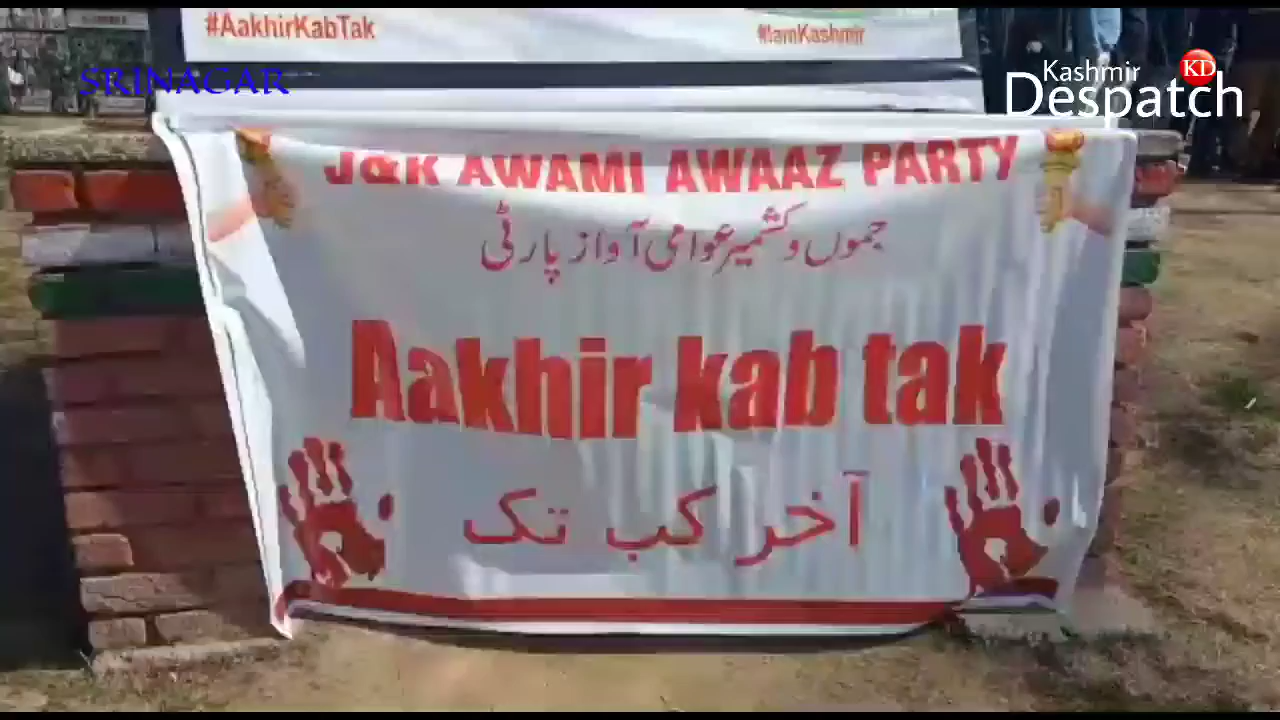 #AakhirKabTak #IamKashmir
SRINAGAR
Kashmir KD
Despatch
J&K AWAMI AWAAZ PARTY
جموں و کشمیر عوامی آواز پارٹی
Aakhir kab tak
آخر کب تک